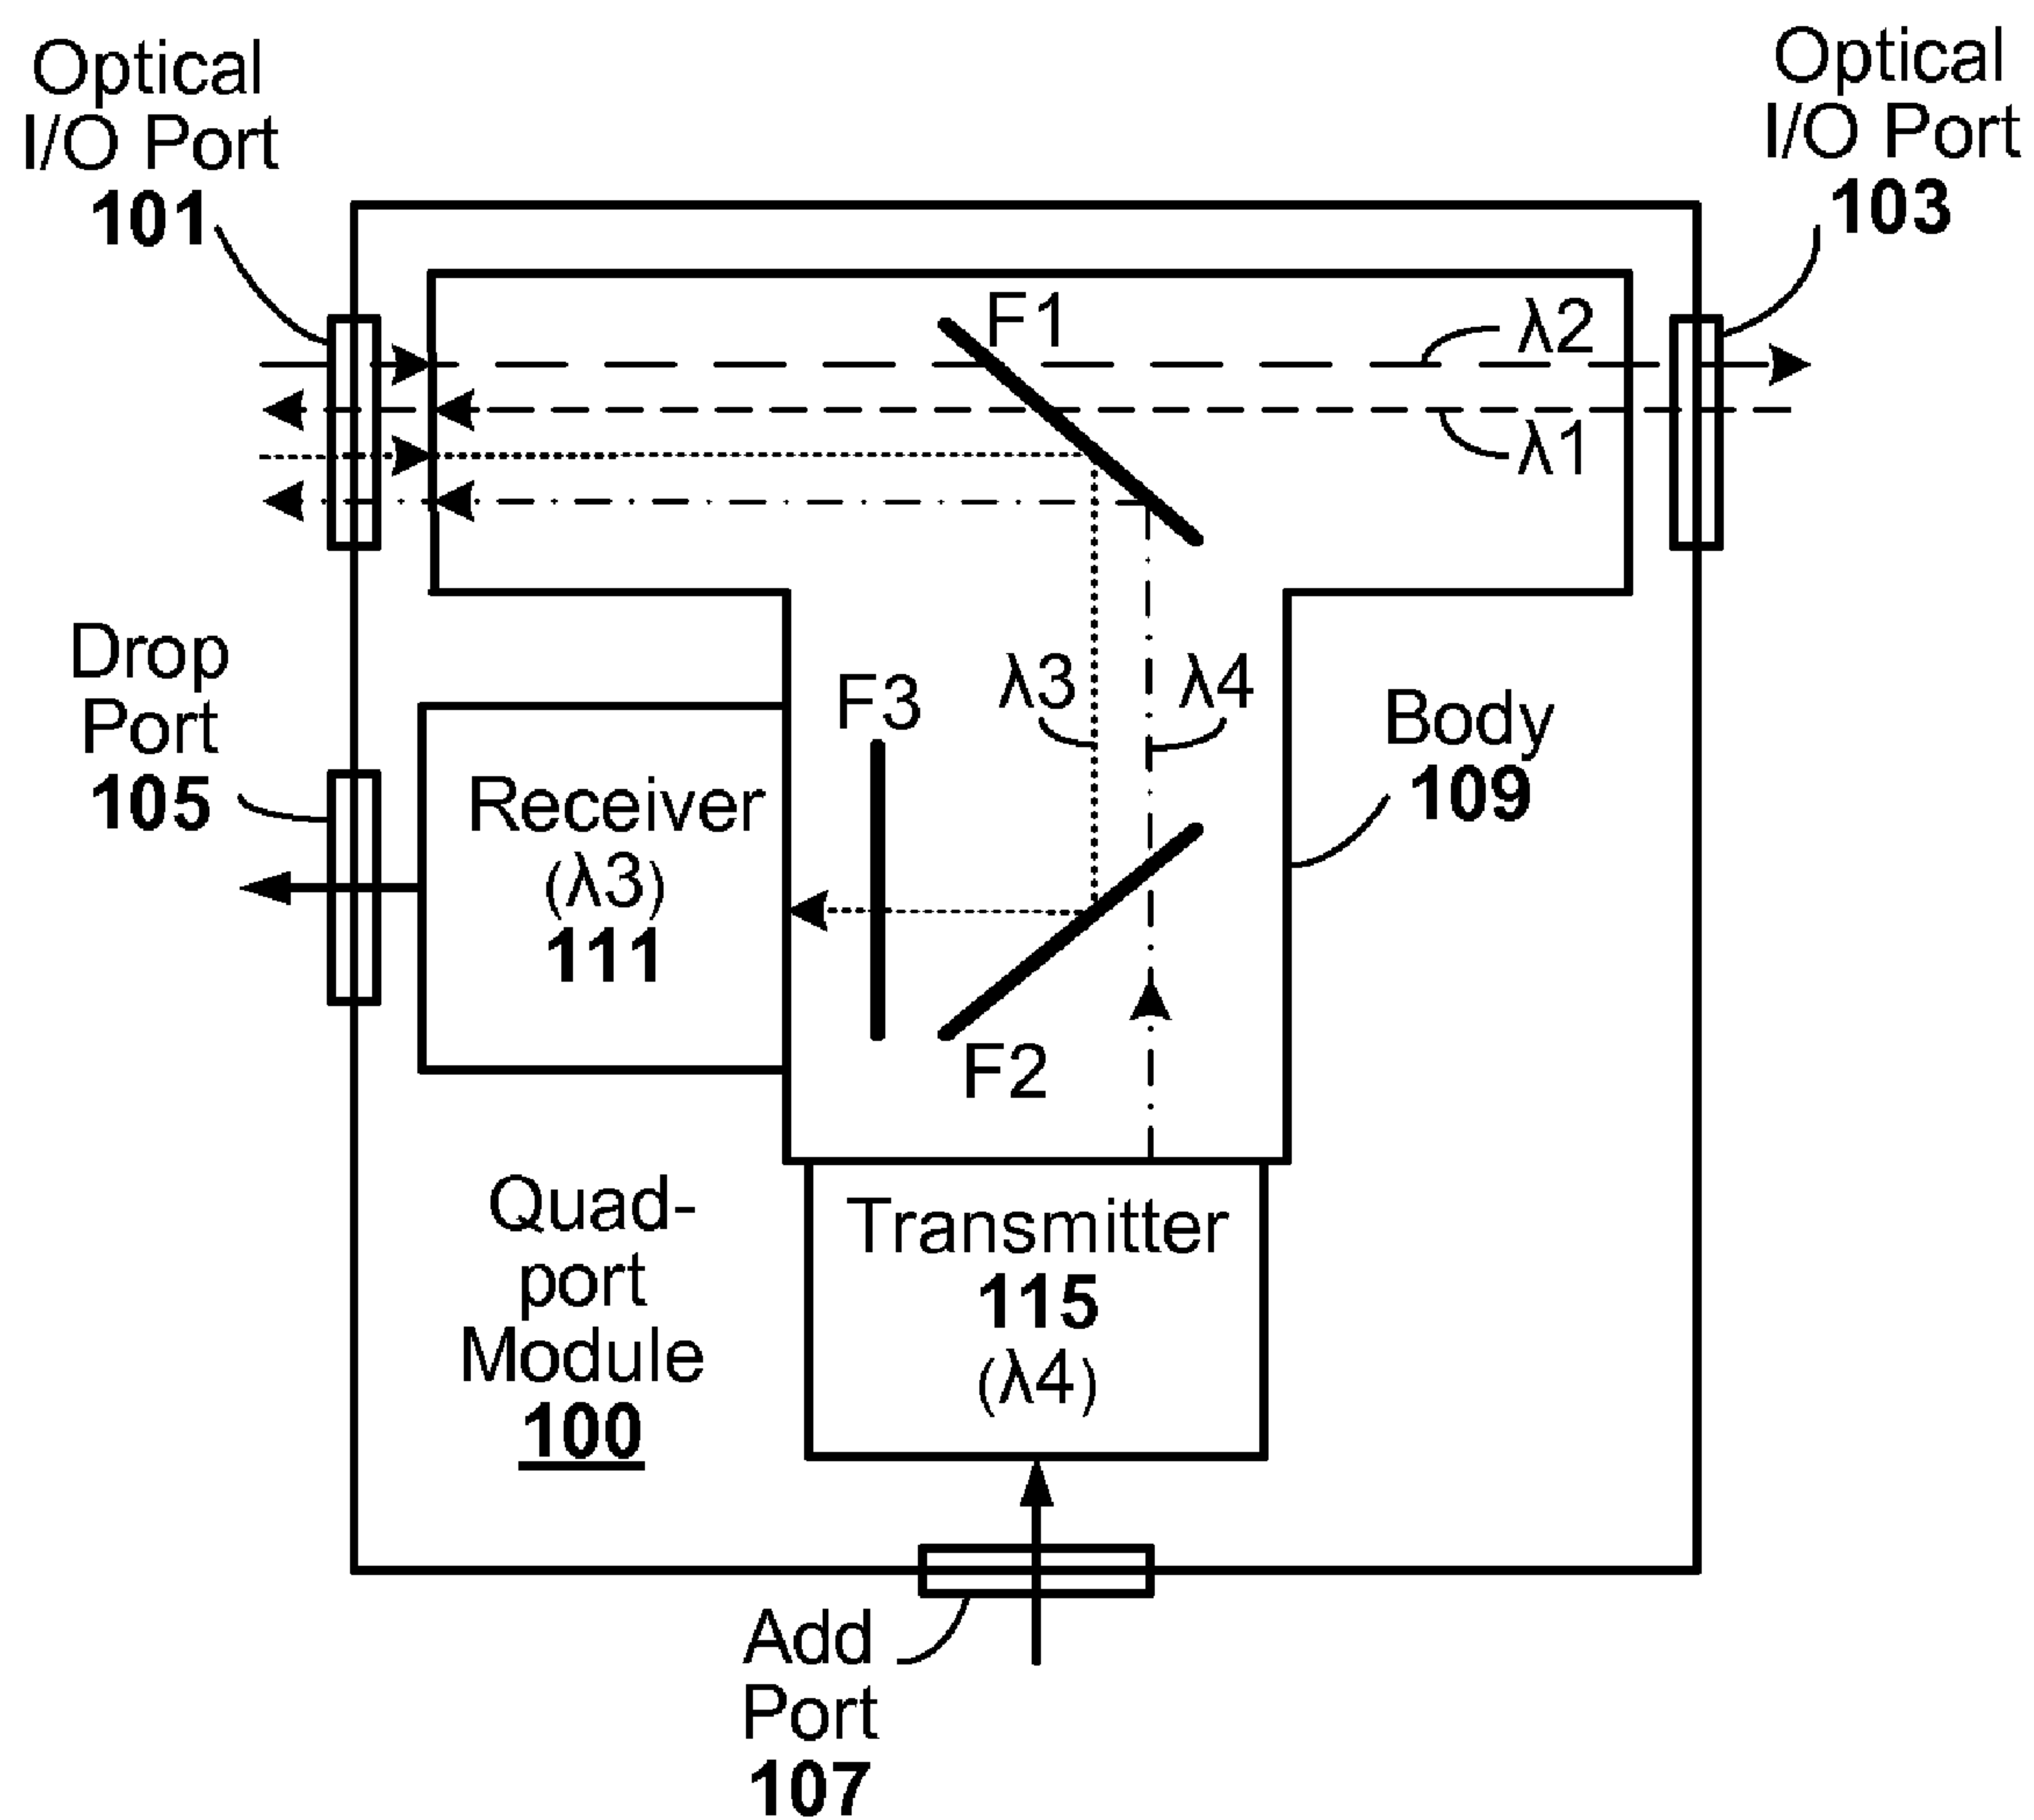 Optical
I/O Port
101
Optical
I/O Port
103
F1
λ2
λ1
Drop
Port
105
F3
λ3
λ4
Body
109
Receiver
(λ3)
111
F2
Quad-
port
Module
100
Transmitter
115
(λ4)
Add
Port
107